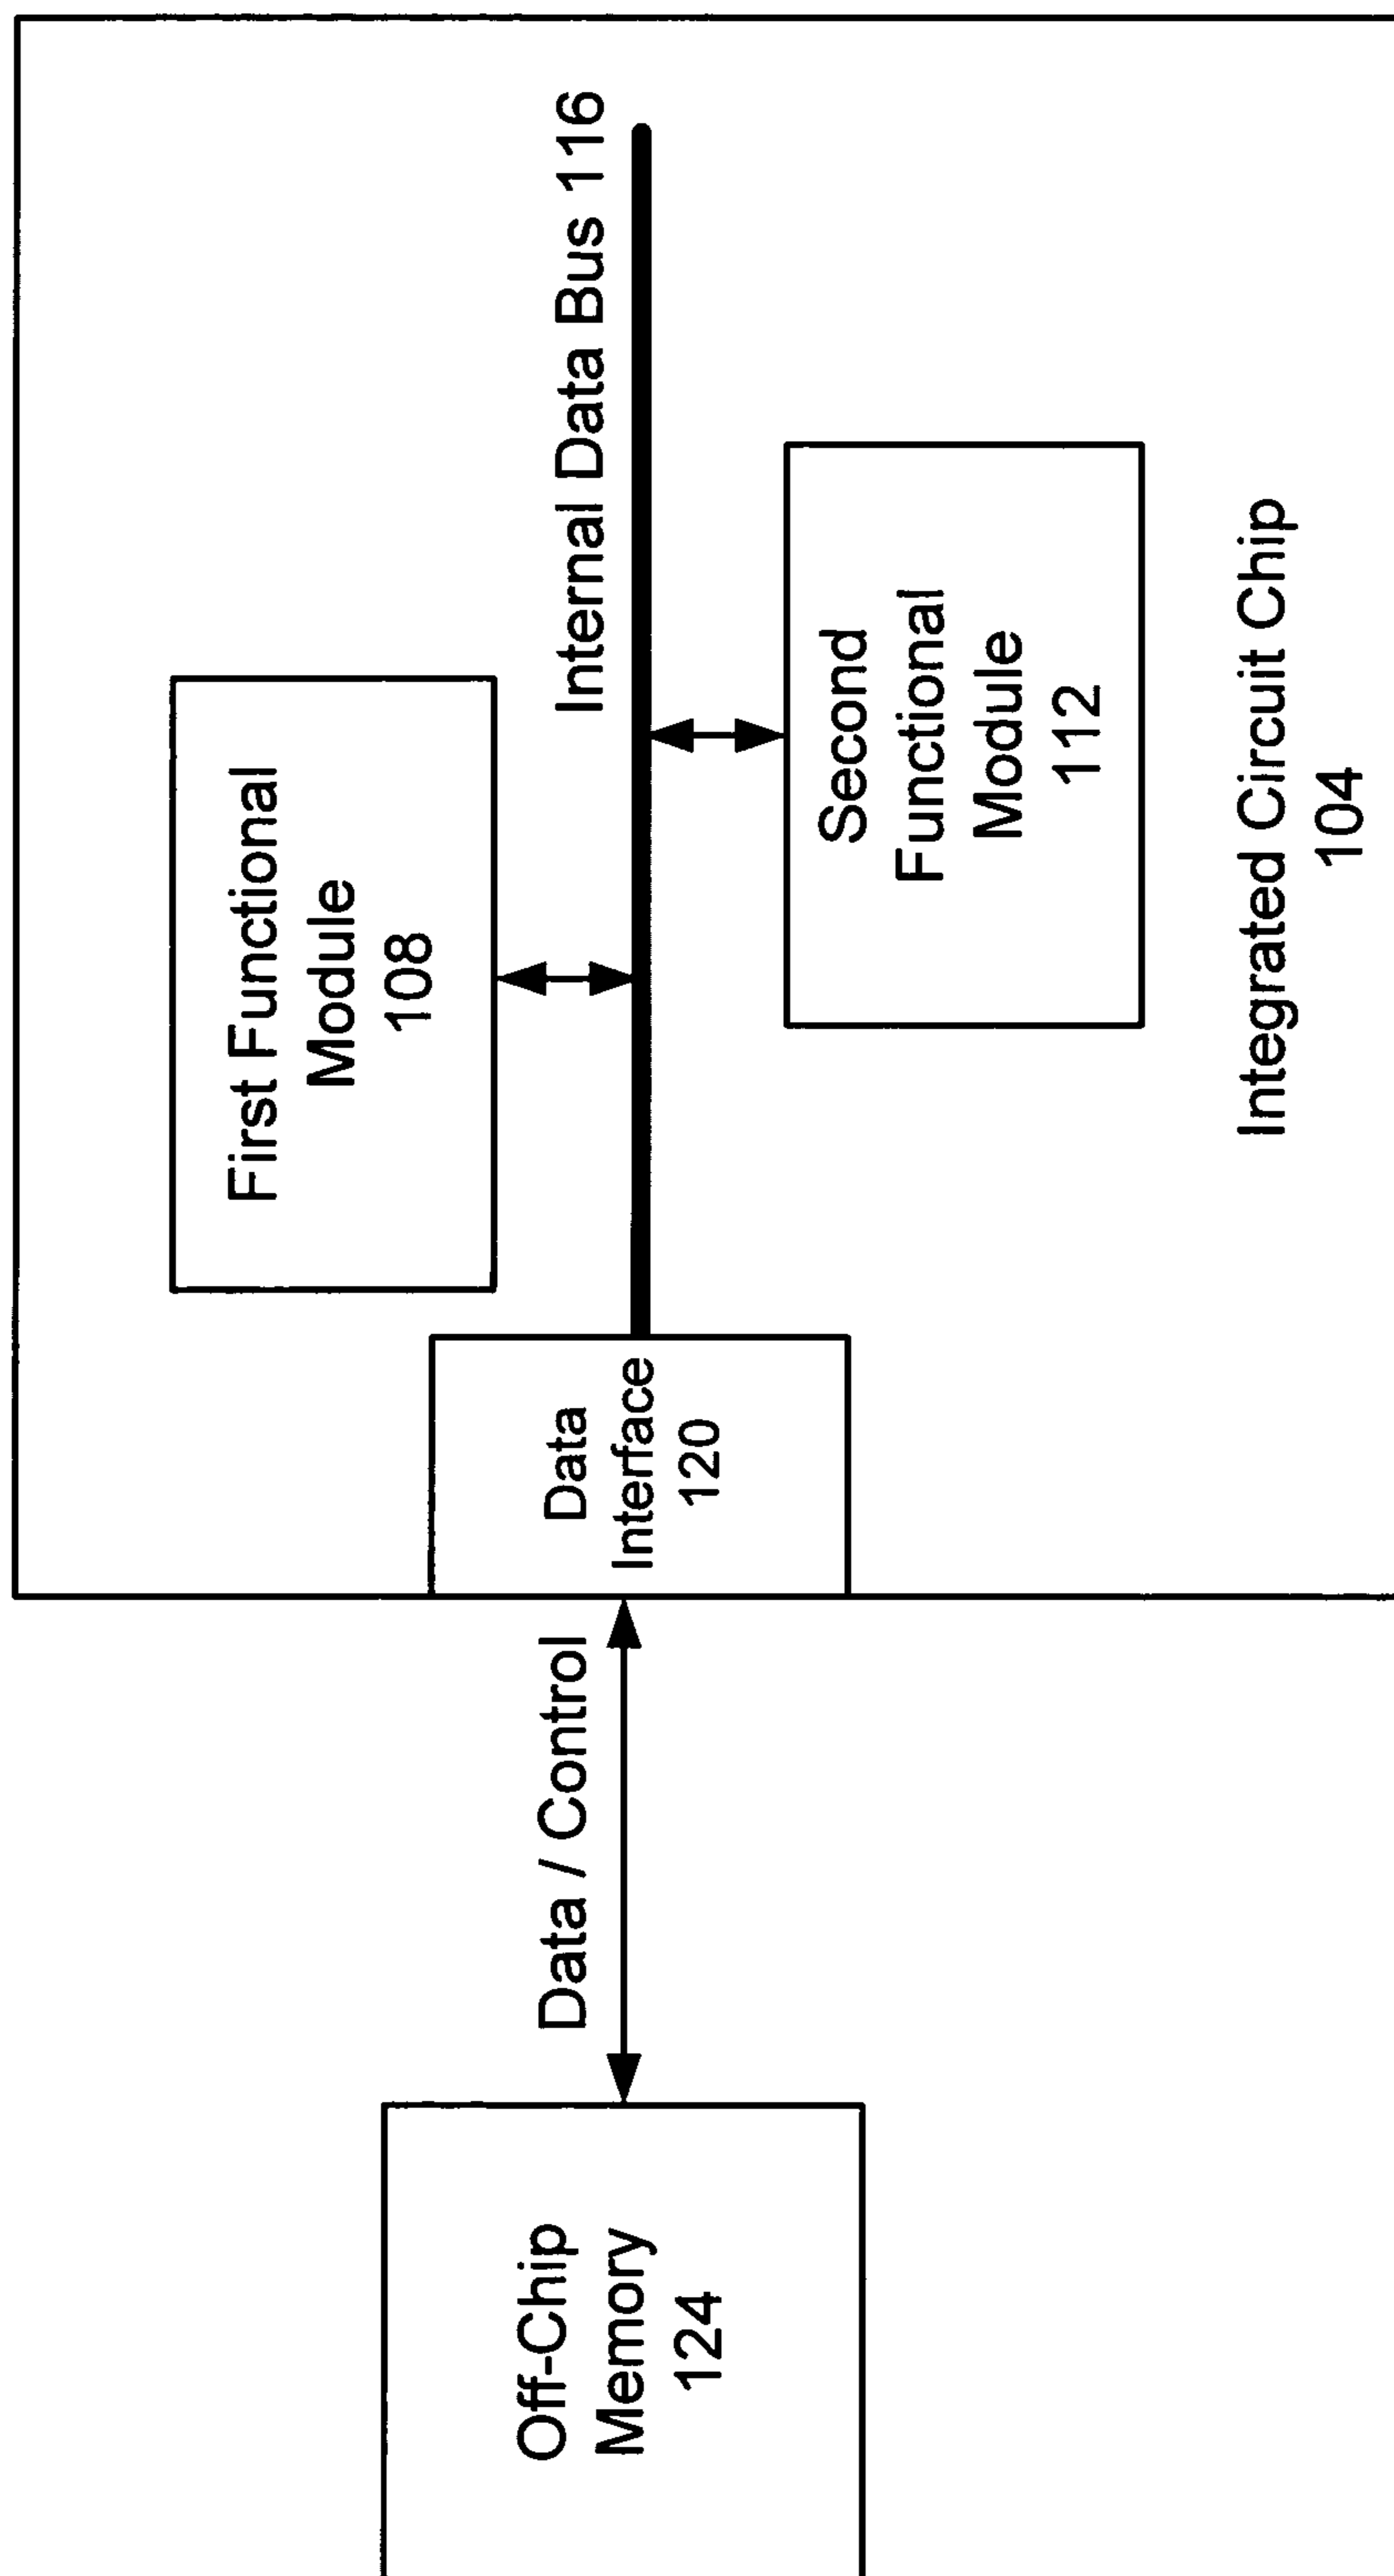 Off-Chip
Memory
124
Data / Control
Data
Interface
120
First Functional
Module
108
Internal Data Bus 116
Second
Functional
Module
112
Integrated Circuit Chip
104